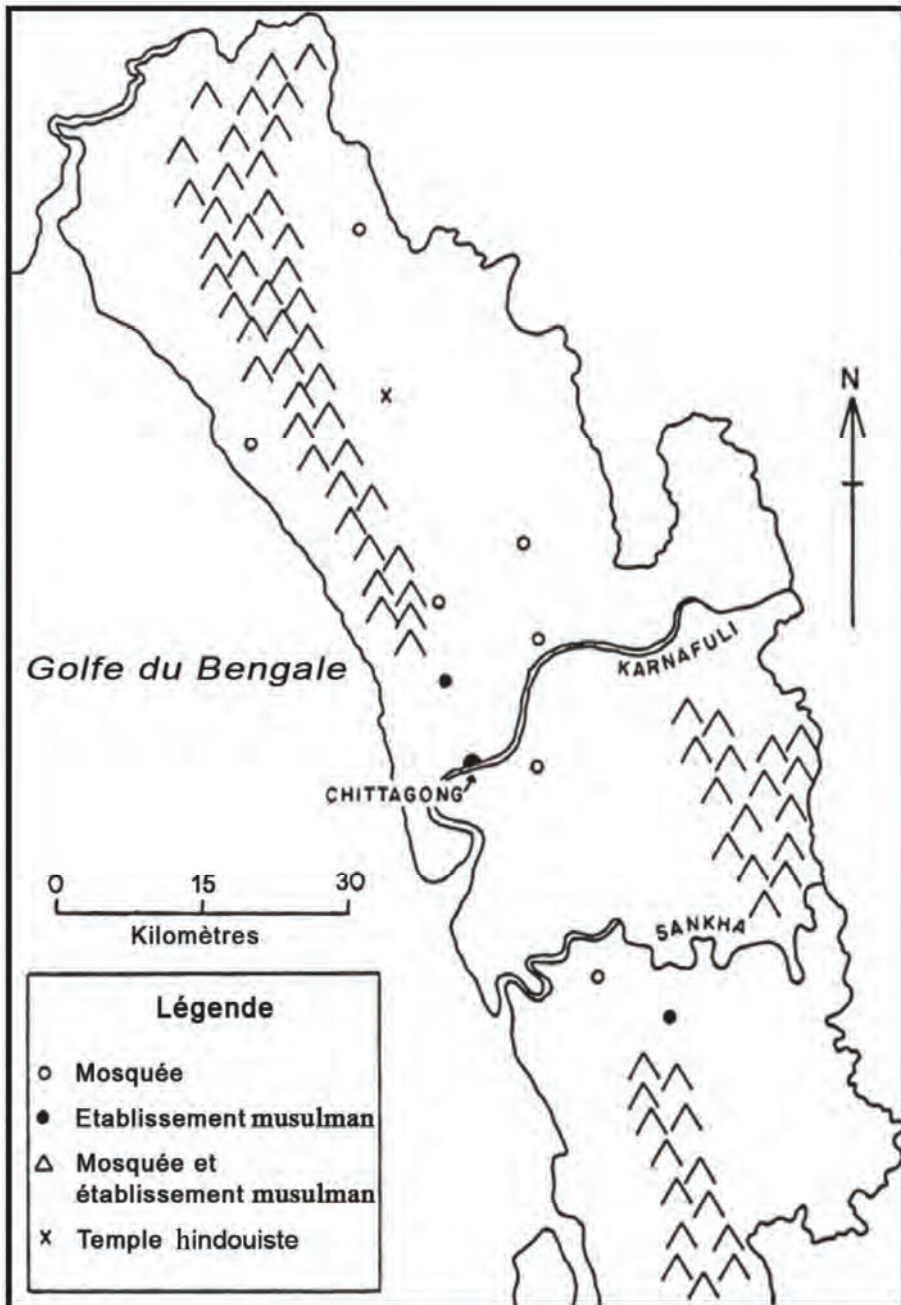 N
KARNAFULI
Golfe du Bengale
CHITTAGONG
0 15 30
Kilomètres
SANKHA
Légende
o Mosquée
● Etablissement musulman
△ Mosquée et
établissement musulman
x Temple hindouiste
x